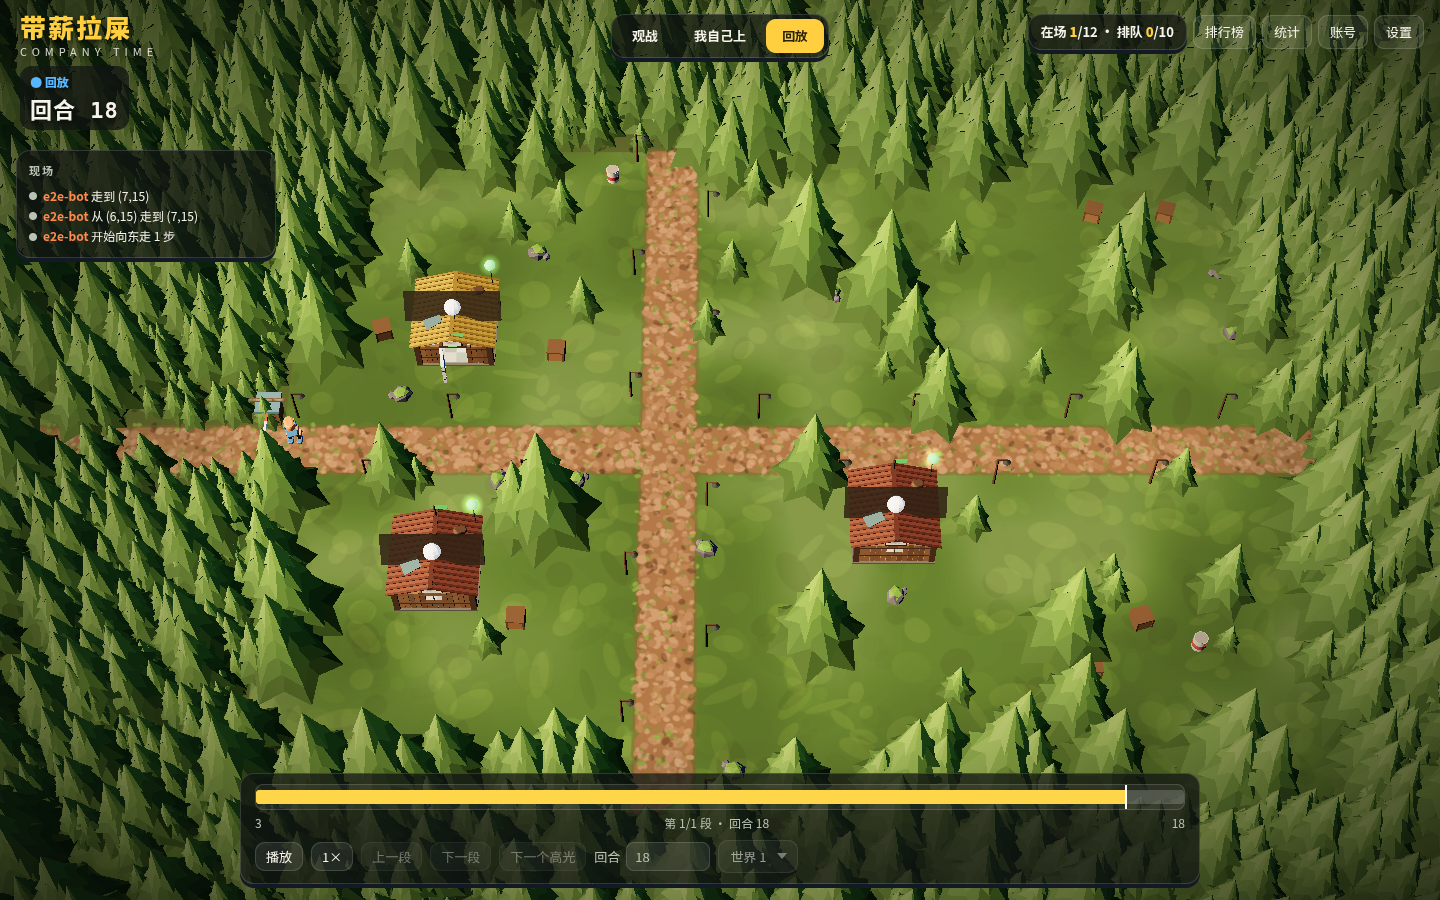 带薪拉屎
COMPANY TIME
回放
回合 18
现场
e2e-bot 走到 (7,15)
e2e-bot 从 (6,15) 走到 (7,15)
e2e-bot 开始向东走 1 步
观战 我自己上 回放
在场 1/12 • 排队 0/10 排行榜 统计 账号 设置
3 第 1/1 段 • 回合 18 18
播放 1× 上一段 下一段 下一个高光 回合 18 世界 1